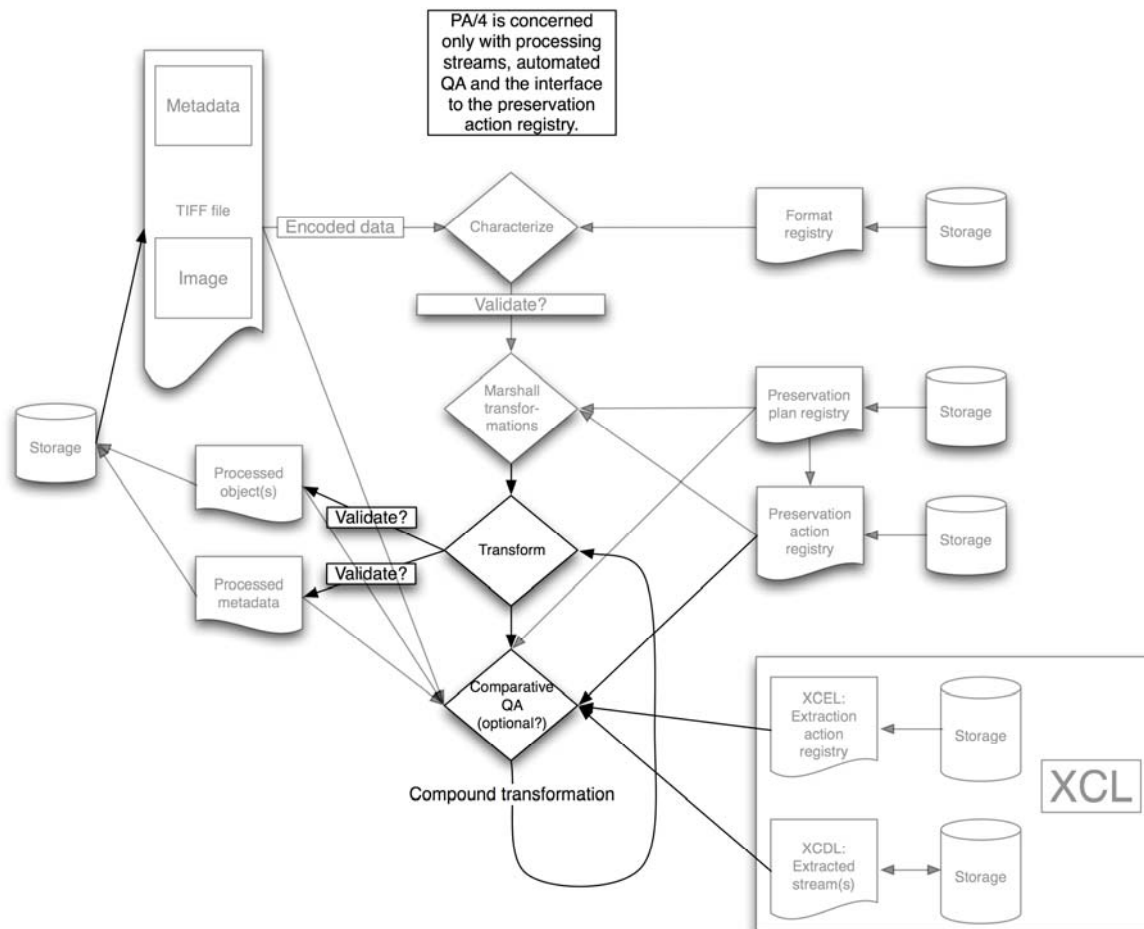 PA/4 is concerned
only with processing
streams, automated
QA and the interface
to the preservation
action registry.
Metadata
TIFF file
Image
Encoded data
Characterize
Format
registry
Storage
Validate?
Marshall
transfor-
mations
Preservation
plan registry
Storage
Storage
Processed
object(s)
Validate?
Transform
Preservation
action
registry
Storage
Processed
metadata
Validate?
Comparative
QA
(optional?)
Compound transformation
XCEL:
Extraction
action
registry
Storage
XCL
XCDL:
Extracted
stream(s)
Storage